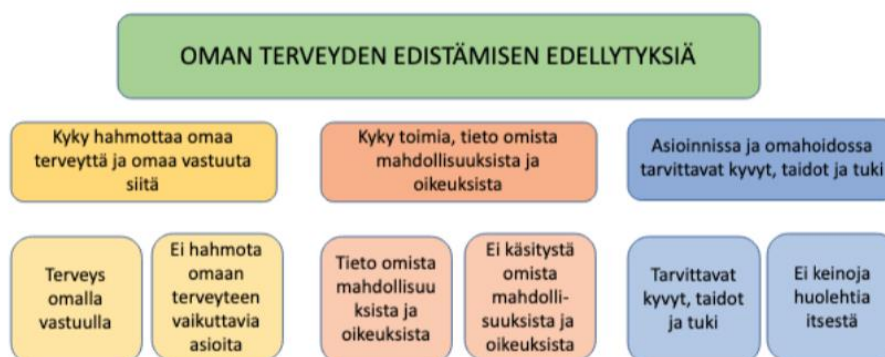 OMAN TERVEYDEN EDISTÄMISEN EDELLYTYKSIÄ
Kyky hahmottaa omaa
terveyttä ja omaa vastuuta
siitä
Kyky toimia, tieto omista
mahdollisuuksista ja
oikeuksista
Asioinnissa ja omahoidossa
tarvittavat kyvyt, taidot ja tuki
Terveys
omalla
vastuulla
Ei hahmota
omaan
terveyteen
vaikuttavia
asioita
Tieto omista
mahdollisuu
ksista ja
oikeuksista
Ei käsitystä
omista
mahdolli-
suuksista ja
oikeuksista
Tarvittavat
kyvyt, taidot
ja tuki
Ei keinoja
huolehtia
itsestä